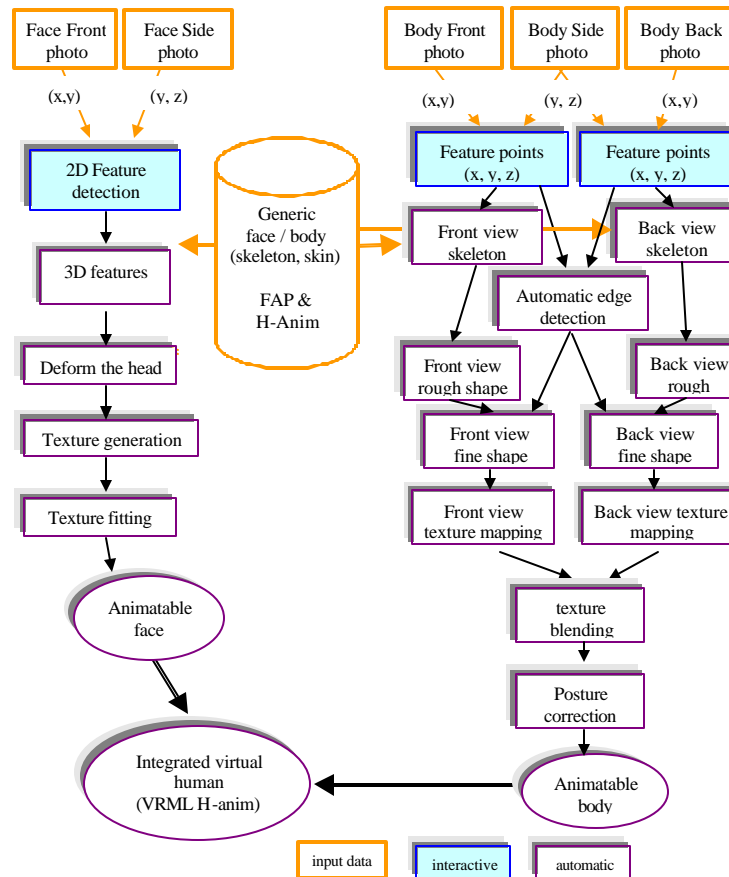 Face Front
photo
Face Side
photo
Body Front
photo
Body Side
photo
Body Back
photo
(x,y)
(y, z)
(x,y)
(y, z)
(x,y)
2D Feature
detection
Generic
face / body
(skeleton, skin)
FAP &
H-Anim
Feature points
(x, y, z)
Feature points
(x, y, z)
3D features
Front view
skeleton
Back view
skeleton
Automatic edge
detection
Deform the head
Front view
rough shape
Back view
rough
Texture generation
Front view
fine shape
Back view
fine shape
Texture fitting
Front view
texture mapping
Back view texture
mapping
Animatable
face
texture
blending
Posture
correction
Integrated virtual
human
(VRML H-anim)
Animatable
body
input data
interactive
automatic